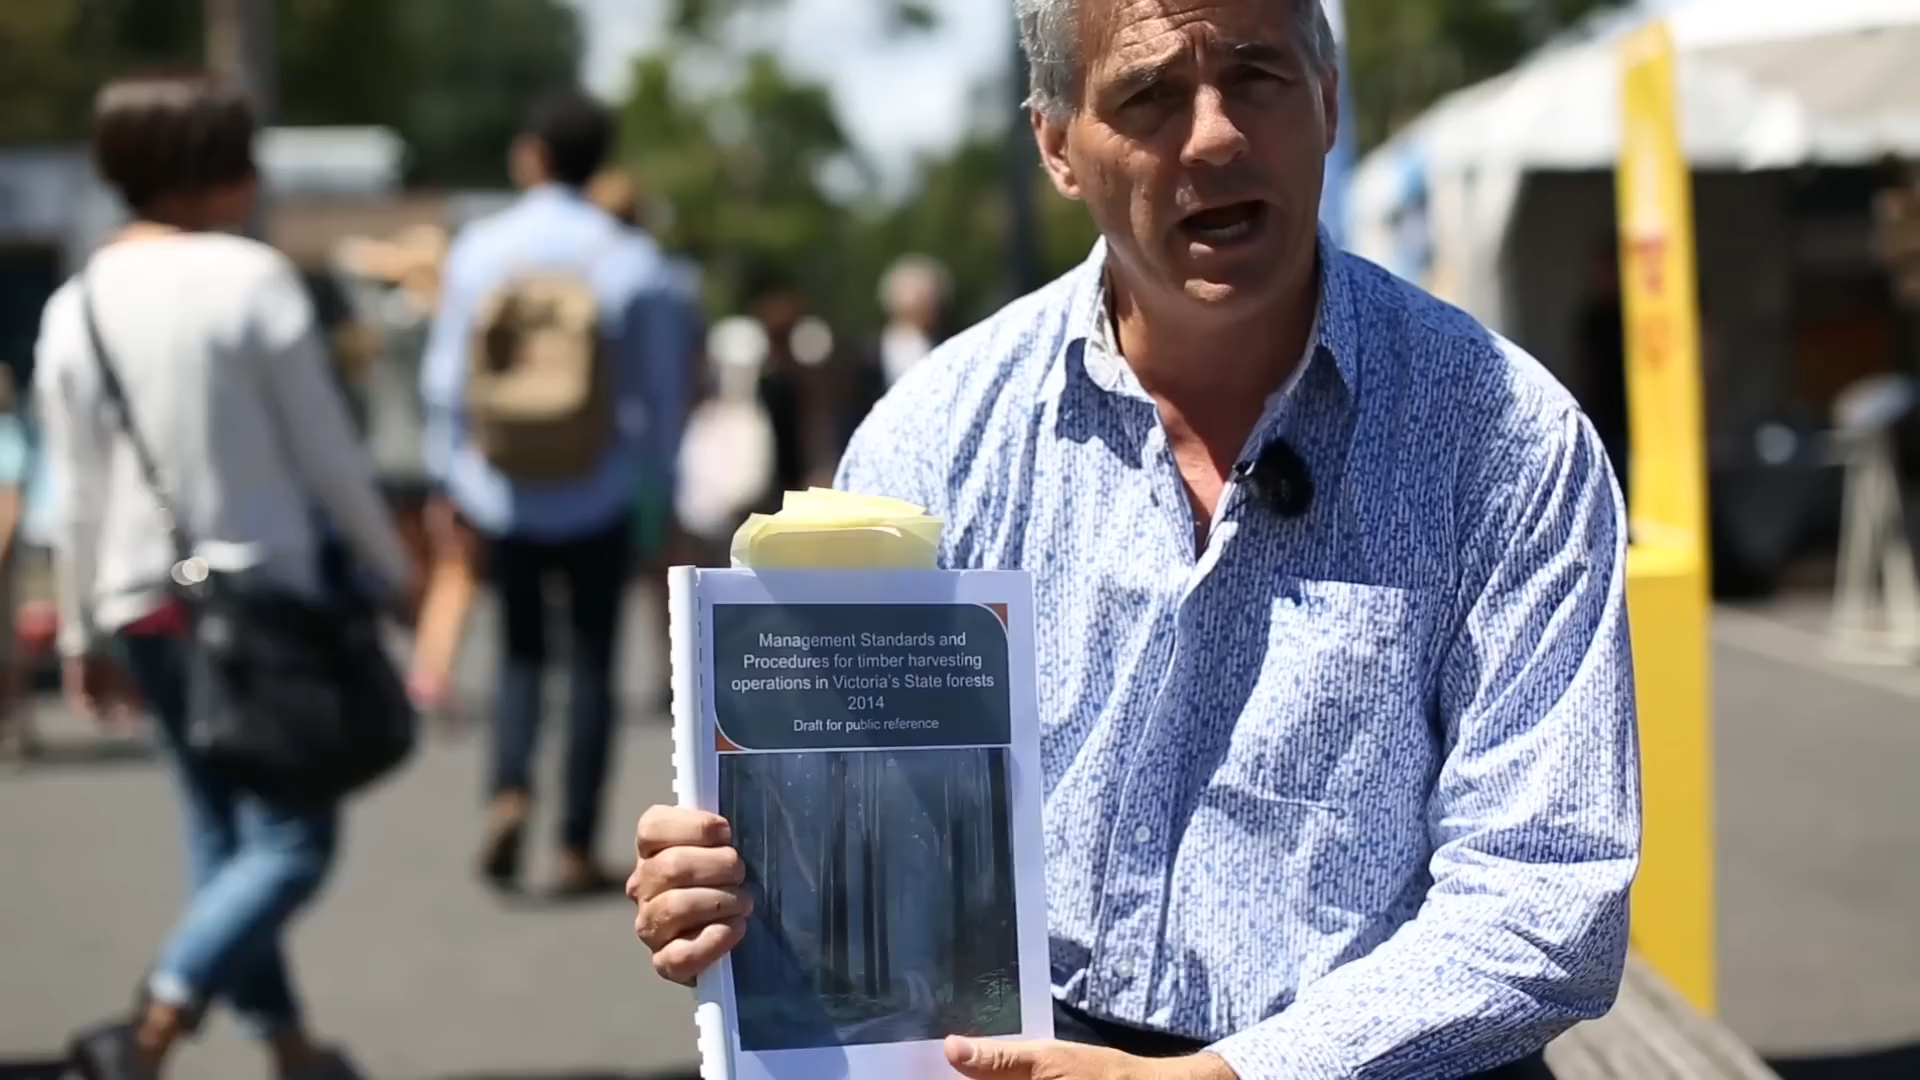 Management Standards and
Procedures for timber harvesting
operations in Victoria's State forests
2014
Draft for public reference